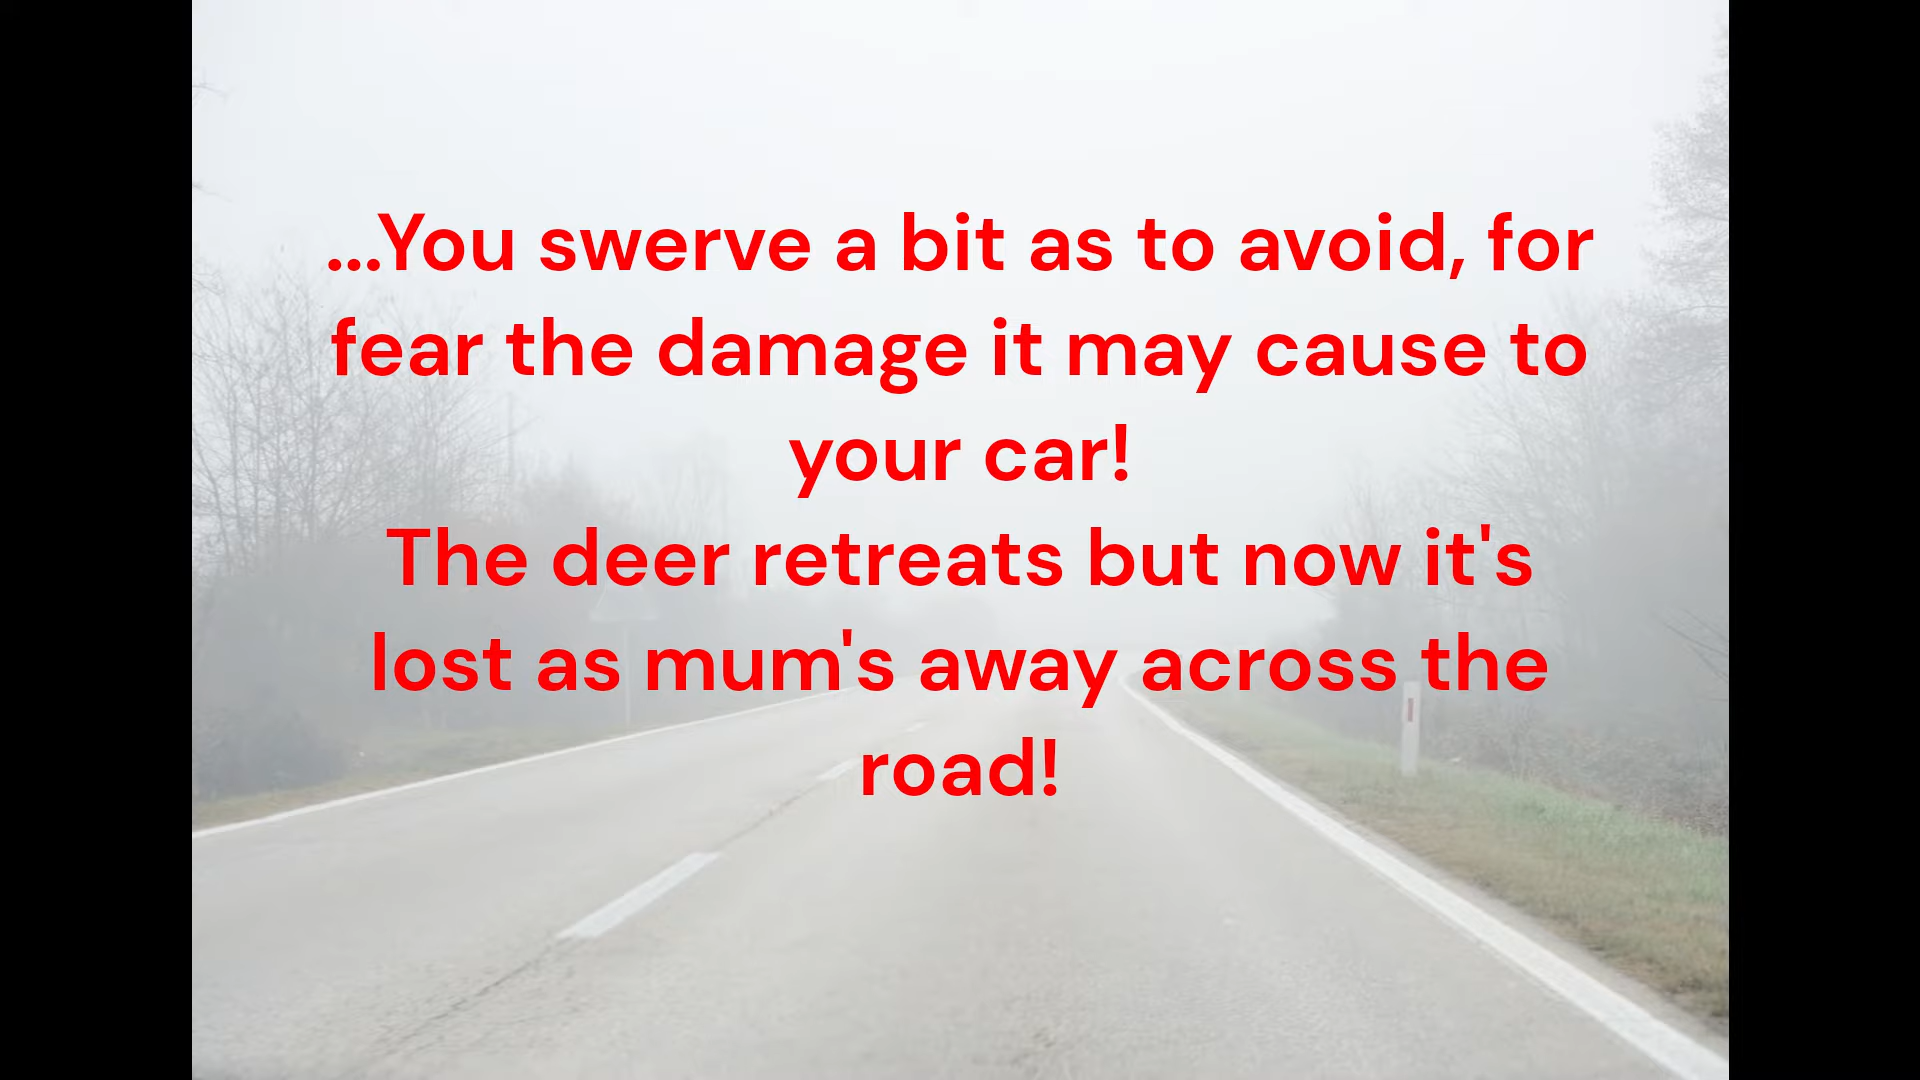 ...You swerve a bit as to avoid, for
fear the damage it may cause to
your car!
The deer retreats but now it's
lost as mum's away across the
road!